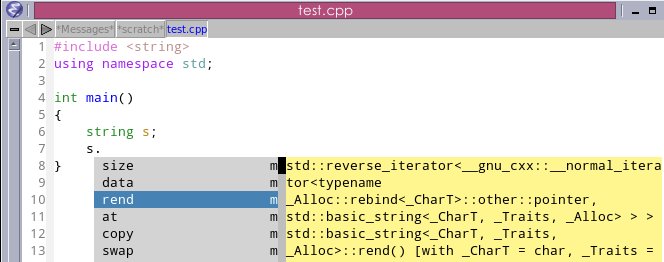 test.cpp
*Messages* *scratch* test.cpp
1 #include <string>
2 using namespace std;
3
4 int main()
5 {
6 string s;
7 s.
8 } size m std::reverse_iterator<__gnu_cxx::__normal_itera
9 data m tor<typename
10 rend m _Alloc::rebind<_CharT>::other::pointer,
11 at m std::basic_string<_CharT, _Traits, _Alloc> > >
12 copy m std::basic_string<_CharT, _Traits,
13 swap m _Alloc>::rend() [with _CharT = char, _Traits =